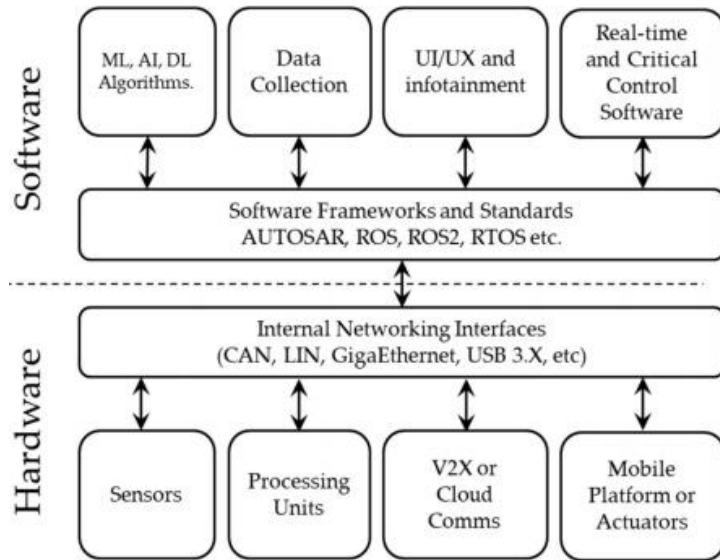 Software
ML, AI, DL
Algorithms.
Data
Collection
UI/UX and
infotainment
Real-time
and Critical
Control
Software
Software Frameworks and Standards
AUTOSAR, ROS, ROS2, RTOS etc.
Hardware
Internal Networking Interfaces
(CAN, LIN, GigaEthernet, USB 3.X, etc)
Sensors
Processing
Units
V2X or
Cloud
Comms
Mobile
Platform or
Actuators